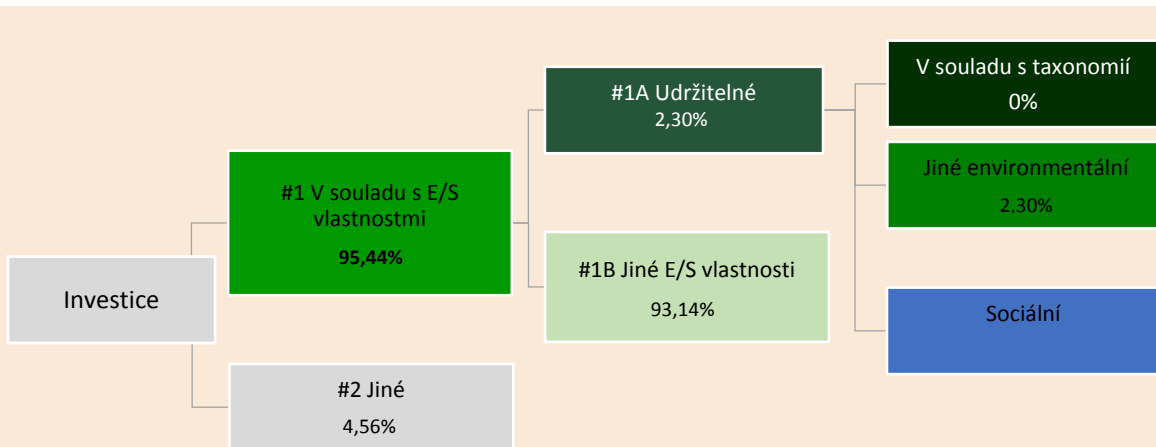 Investice
#1 V souladu s E/S
vlastnostmi
95,44%
#2 Jiné
4,56%
#1A Udržitelné
2,30%
#1B Jiné E/S vlastnosti
93,14%
V souladu s taxonomií
0%
Jiné environmentální
2,30%
Sociální